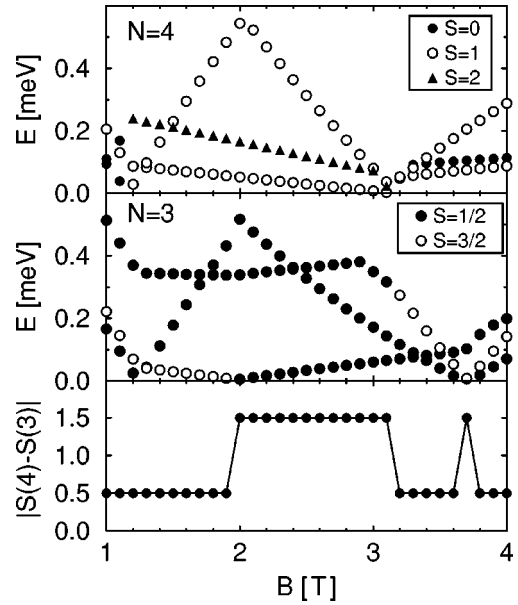 N=4
S=0
S=1
S=2
E [meV]
0.4
0.2
0.0
N=3
S=1/2
S=3/2
E [meV]
0.4
0.2
0.0
|S(4)-S(3)|
1.5
1.0
0.5
0.0
1 2 3 4
B [T]